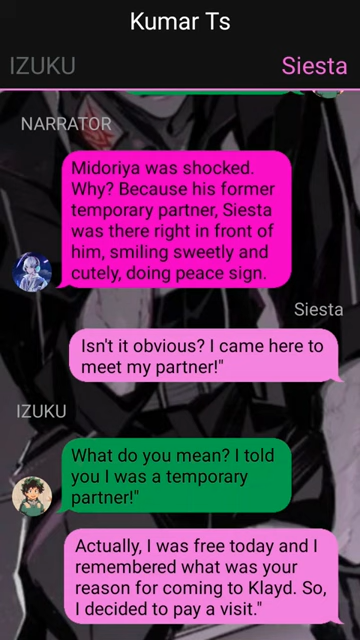 Kumar Ts
IZUKU
Siesta
NARRATOR
Midoriya was shocked.
Why? Because his former
temporary partner, Siesta
was there right in front of
him, smiling sweetly and
cutely, doing peace sign.
Siesta
Isn't it obvious? I came here to
meet my partner!"
IZUKU
What do you mean? I told
you I was a temporary
partner!"
Actually, I was free today and I
remembered what was your
reason for coming to Klayd. So,
I decided to pay a visit."